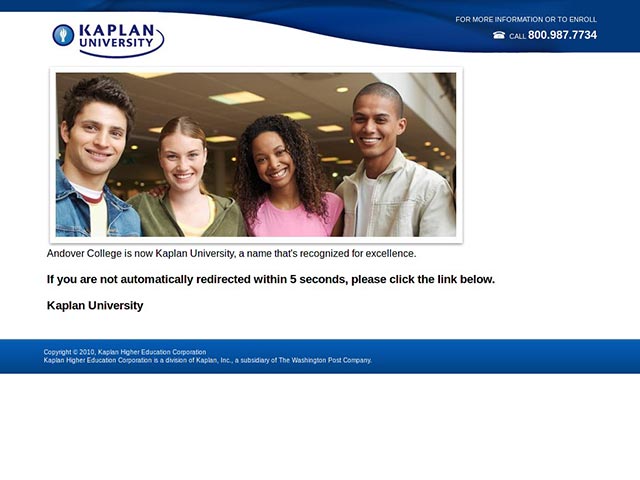 KAPLAN
UNIVERSITY
FOR MORE INFORMATION OR TO ENROLL
CALL 800.987.7734
Andover College is now Kaplan University, a name that's recognized for excellence.
If you are not automatically redirected within 5 seconds, please click the link below.
Kaplan University
Copyright © 2010, Kaplan Higher Education Corporation
Kaplan Higher Education Corporation is a division of Kaplan, Inc., a subsidiary of The Washington Post Company.